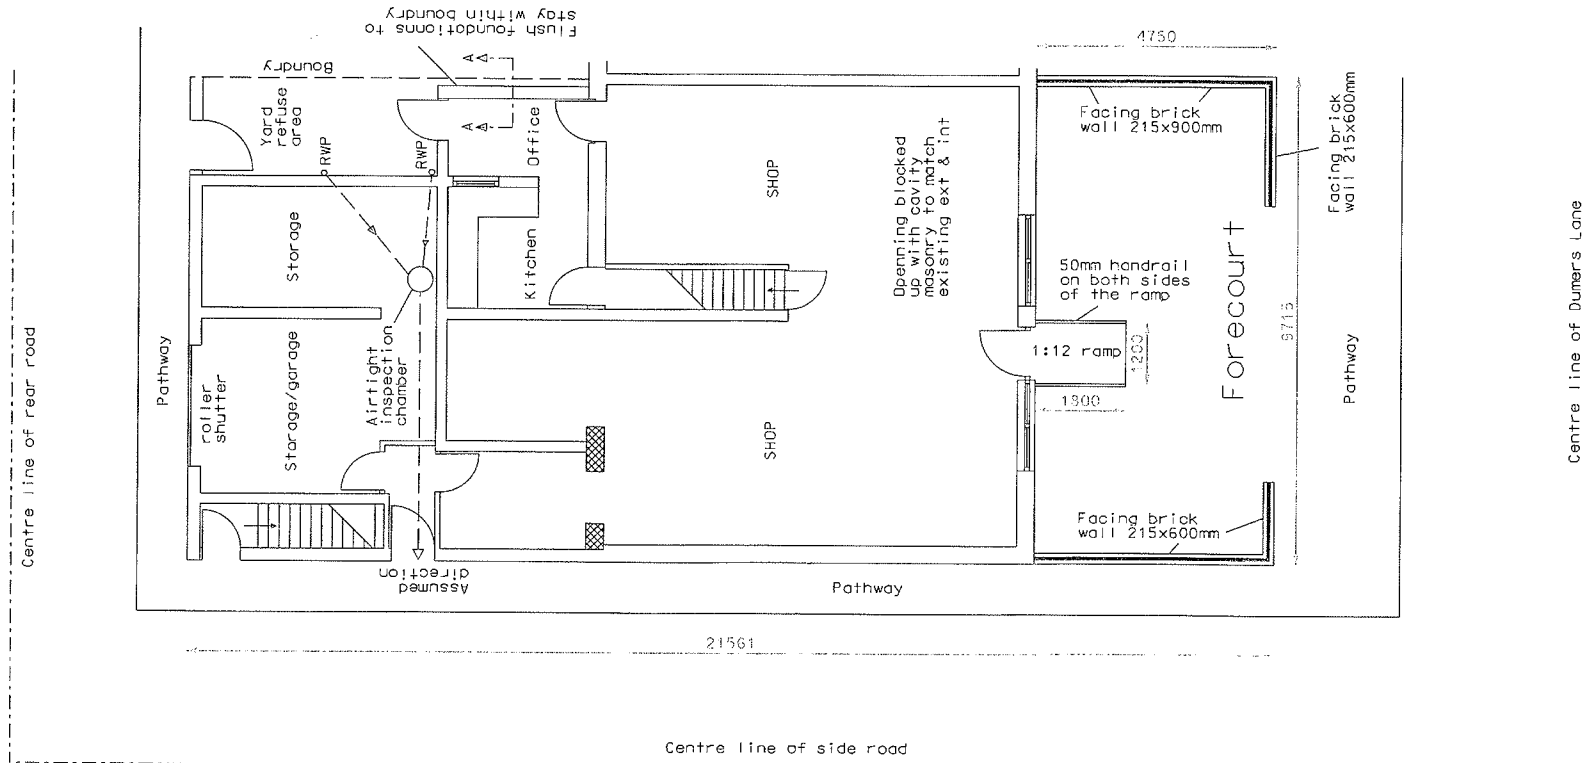 Flush foundationns to
stay within boundry
4750
Boundry
A
A
Yard
refuse
area
RWP
RWP
Office
SHOP
Openning blocked
up with cavity
masonry to match
existing ext & int
Facing brick
wall 215x900mm
Facing brick
wall 215x600mm
Storage
Kitchen
50mm handrail
on both sides
of the ramp
1:12 ramp
1200
1800
Forecourt
9715
Pathway
Centre line of Dumers Lane
Centre line of rear road
Pathway
roller
shutter
Storage/garage
Airtight
inspection
chamber
SHOP
Facing brick
wall 215x600mm
Assumed
direction
Pathway
21561
Centre line of side road